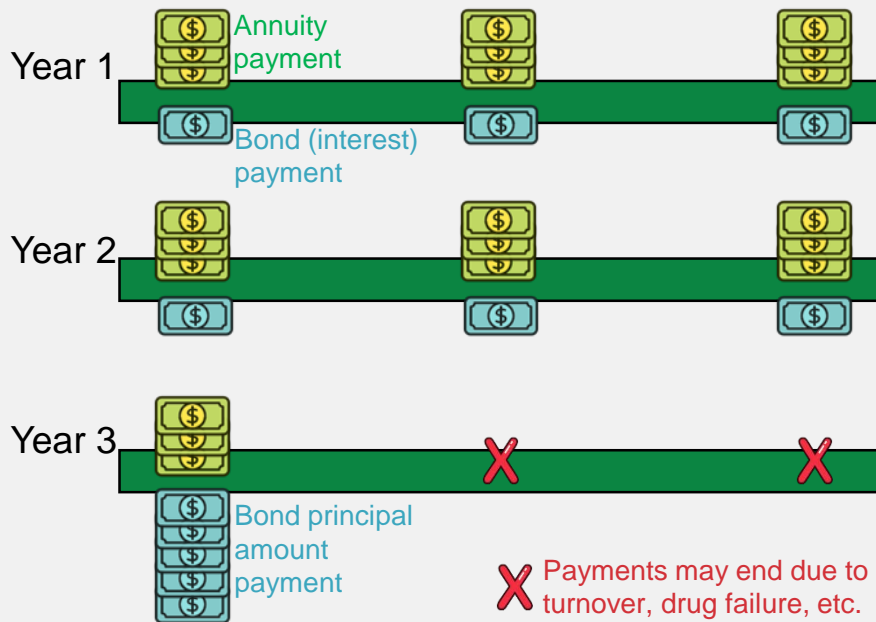 Annuity
payment
Year 1
Bond (interest)
payment
Year 2
Year 3
Bond principal
amount
payment
Payments may end due to
turnover, drug failure, etc.